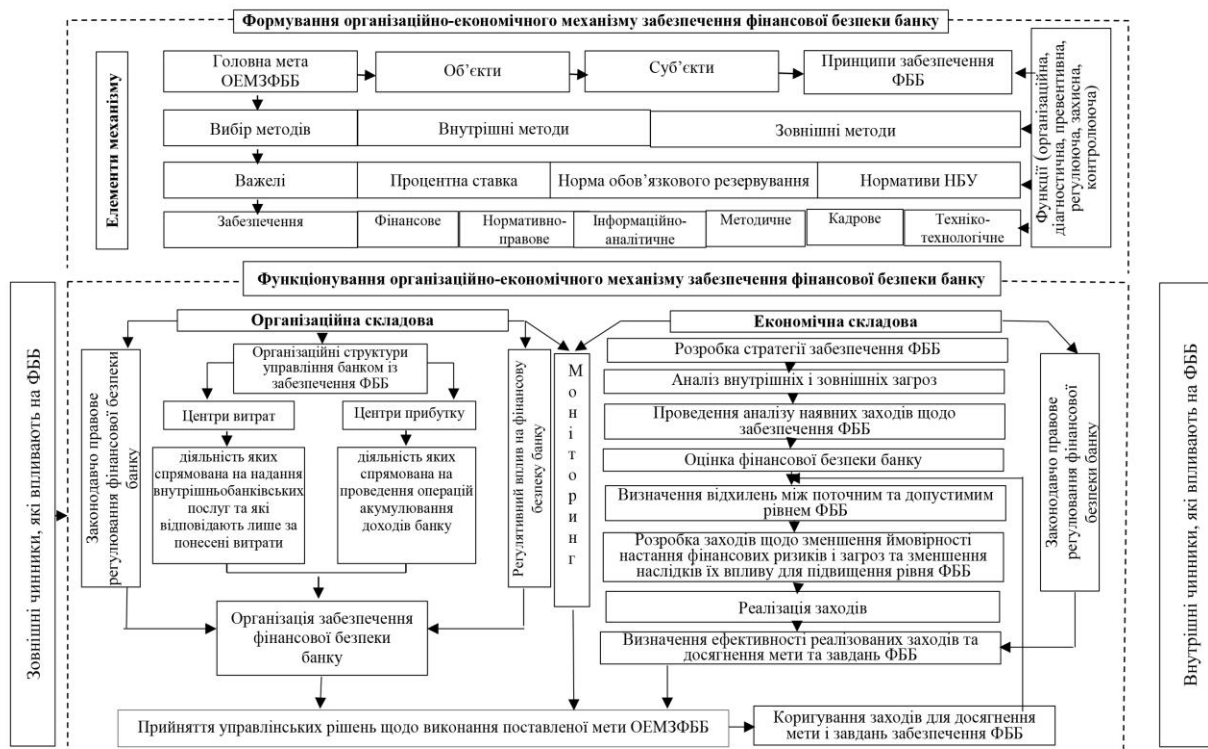 Формування організаційно-економічного механізму забезпечення фінансової безпеки банку
Елементи механізму
Головна мета
ОЕМЗФББ
Об’єкти
Суб’єкти
Принципи забезпечення
ФББ
Вибір методів
Внутрішні методи
Зовнішні методи
Важелі
Процентна ставка
Норма обов’язкового резервування
Нормативи НБУ
Забезпечення
Фінансове
Нормативно-
правове
Інформаційно-
аналітичне
Методичне
Кадрове
Техніко-
технологічне
Функції (організаційна,
діагностична, превентивна,
регулююча, захисна,
контролююча)
Функціонування організаційно-економічного механізму забезпечення фінансової безпеки банку
Зовнішні чинники, які впливають на ФББ
Організаційна складова
Законодавчо правове
регулювання фінансової безпеки
банку
Організаційні структури
управління банком із
забезпечення ФББ
Центри витрат
Центри прибутку
діяльність яких
спрямована на надання
внутрішньобанківських
послуг та які
відповідають лише за
понесені витрати
діяльність яких
спрямована на
проведення операцій
акумулювання
доходів банку
Регулятивний вплив на фінансову
безпеку банку
Організація забезпечення
фінансової безпеки
банку
Моніторинг
Економічна складова
Розробка стратегії забезпечення ФББ
Аналіз внутрішніх і зовнішніх загроз
Проведення аналізу наявних заходів щодо
забезпечення ФББ
Оцінка фінансової безпеки банку
Визначення відхилень між поточним та допустимим
рівнем ФББ
Розробка заходів щодо зменшення ймовірності
настання фінансових ризиків і загроз та зменшення
наслідків їх впливу для підвищення рівня ФББ
Реалізація заходів
Визначення ефективності реалізованих заходів та
досягнення мети та завдань ФББ
Законодавчо правове
регулювання фінансової
безпеки банку
Прийняття управлінських рішень щодо виконання поставленої мети ОЕМЗФББ
Коригування заходів для досягнення
мети і завдань забезпечення ФББ
Внутрішні чинники, які впливають на ФББ